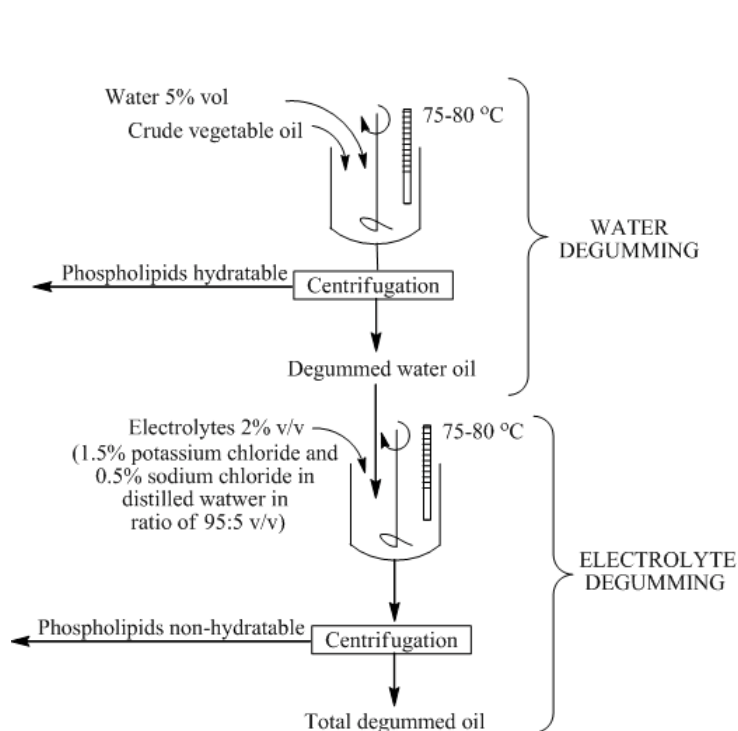 Water 5% vol
Crude vegetable oil
75-80 °C
WATER
DEGUMMING
Phospholipids hydratable
Centrifugation
Degummed water oil
Electrolytes 2% v/v
(1.5% potassium chloride and
0.5% sodium chloride in
distilled watwer in
ratio of 95:5 v/v)
75-80 °C
ELECTROLYTE
DEGUMMING
Phospholipids non-hydratable
Centrifugation
Total degummed oil